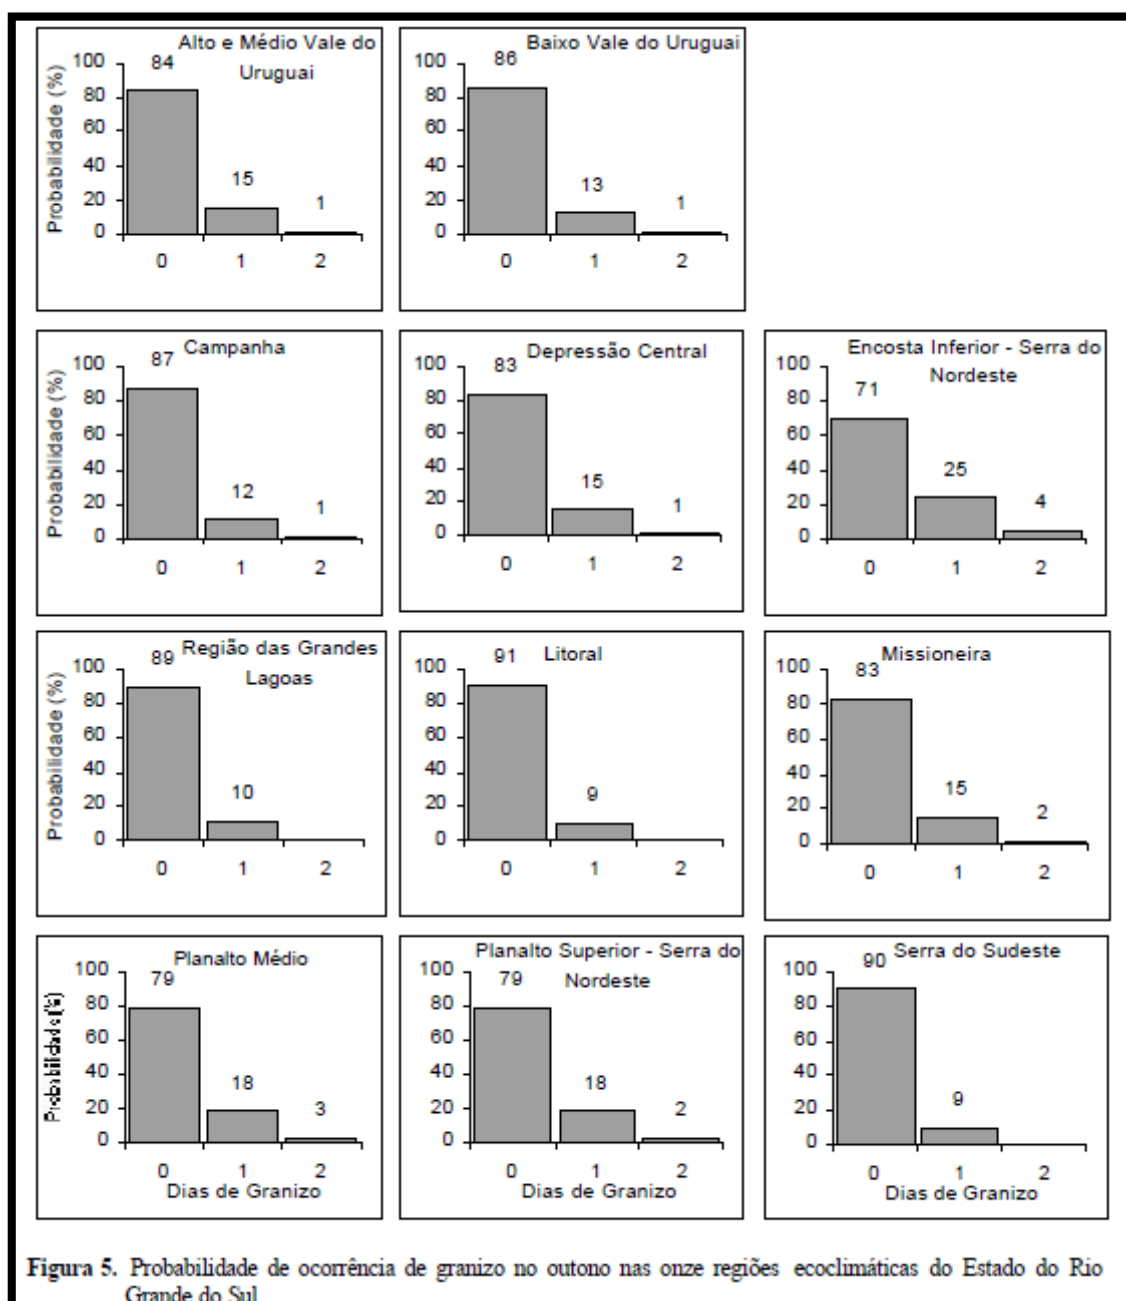 Alto e Médio Vale do
Uruguai
Probabilidade (%)
100
80
60
40
20
0
84
15
1
0 1 2
Baixo Vale do Uruguai
100
80
60
40
20
0
86
13
1
0 1 2
Campanha
Probabilidade (%)
100
80
60
40
20
0
87
12
1
0 1 2
Depressão Central
100
80
60
40
20
0
83
15
1
0 1 2
Encosta Inferior - Serra do
Nordeste
100
80
60
40
20
0
71
25
4
0 1 2
Região das Grandes
Lagoas
Probabilidade (%)
100
80
60
40
20
0
89
10
0 1 2
Litoral
100
80
60
40
20
0
91
9
0 1 2
Missioneira
100
80
60
40
20
0
83
15
2
0 1 2
Planalto Médio
Probabilidade (%)
100
80
60
40
20
0
79
18
3
0 1 2
Dias de Granizo
Planalto Superior - Serra do
Nordeste
100
80
60
40
20
0
79
18
2
0 1 2
Dias de Granizo
Serra do Sudeste
100
80
60
40
20
0
90
9
0 1 2
Dias de Granizo
Figura 5. Probabilidade de ocorrência de granizo no outono nas onze regiões ecoclimáticas do Estado do Rio
Grande do Sul